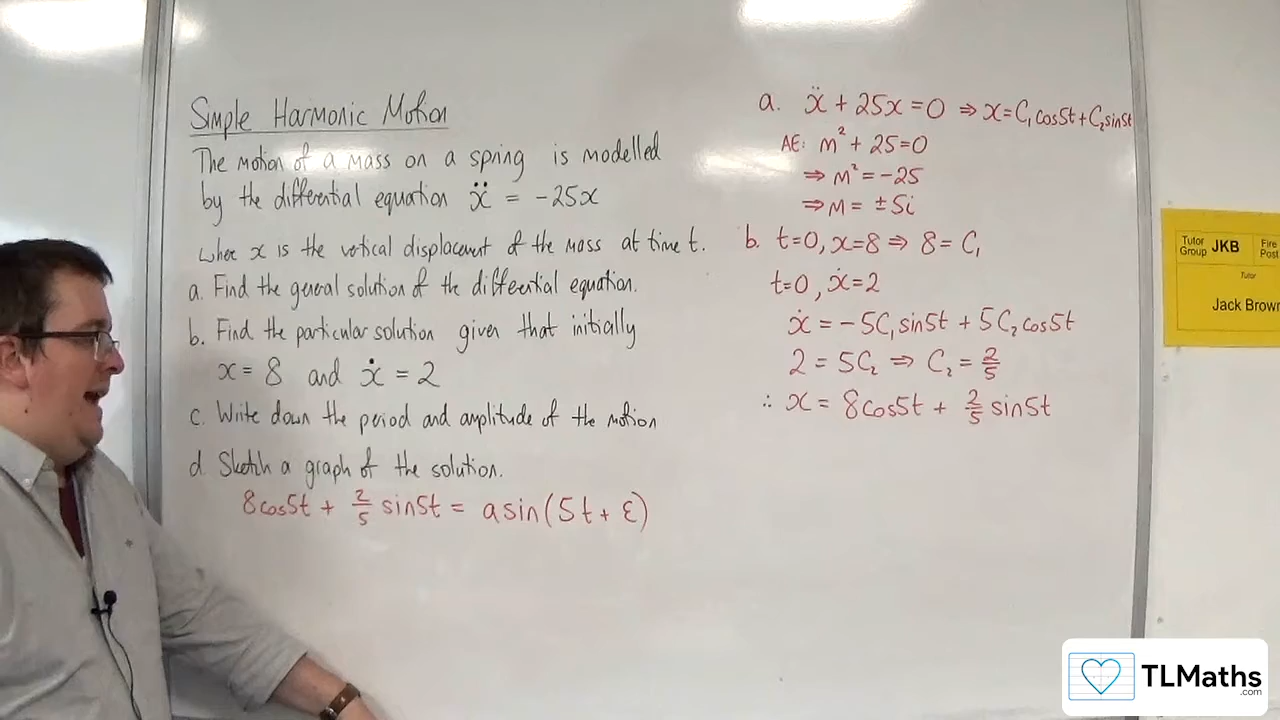 Simple Harmonic Motion
The motion of a mass on a spring is modelled
by the differential equation ẍ = -25x
where x is the vertical displacement of the mass at time t.
a. Find the general solution of the differential equation.
b. Find the particular solution given that initially
x = 8 and ẋ = 2
c. Write down the period and amplitude of the motion
d. Sketch a graph of the solution.
8cos5t + 2/5 sin5t = a sin(5t + ε)
a. ẍ + 25x = 0 ⇒ x = C₁cos5t + C₂sin5t
AE: m² + 25 = 0
⇒ m² = -25
⇒ m = ±5i
b. t=0, x=8 ⇒ 8 = C₁
t=0, ẋ=2
ẋ = -5C₁sin5t + 5C₂cos5t
2 = 5C₂ ⇒ C₂ = 2/5
∴ x = 8cos5t + 2/5 sin5t
Tutor Group JKB
Fire
Post
Tutor
Jack Brown
TLMaths
.com